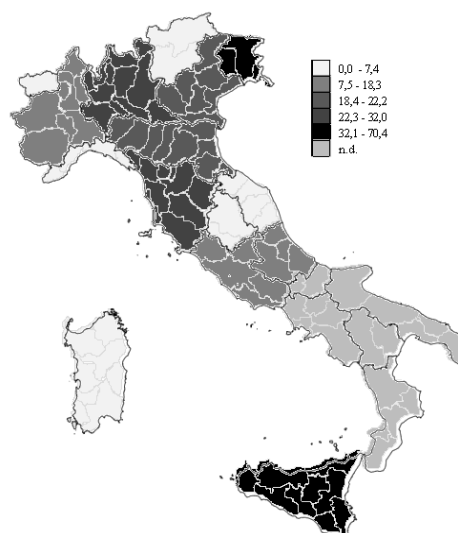 0,0 - 7,4
7,5 - 18,3
18,4 - 22,2
22,3 - 32,0
32,1 - 70,4
n.d.